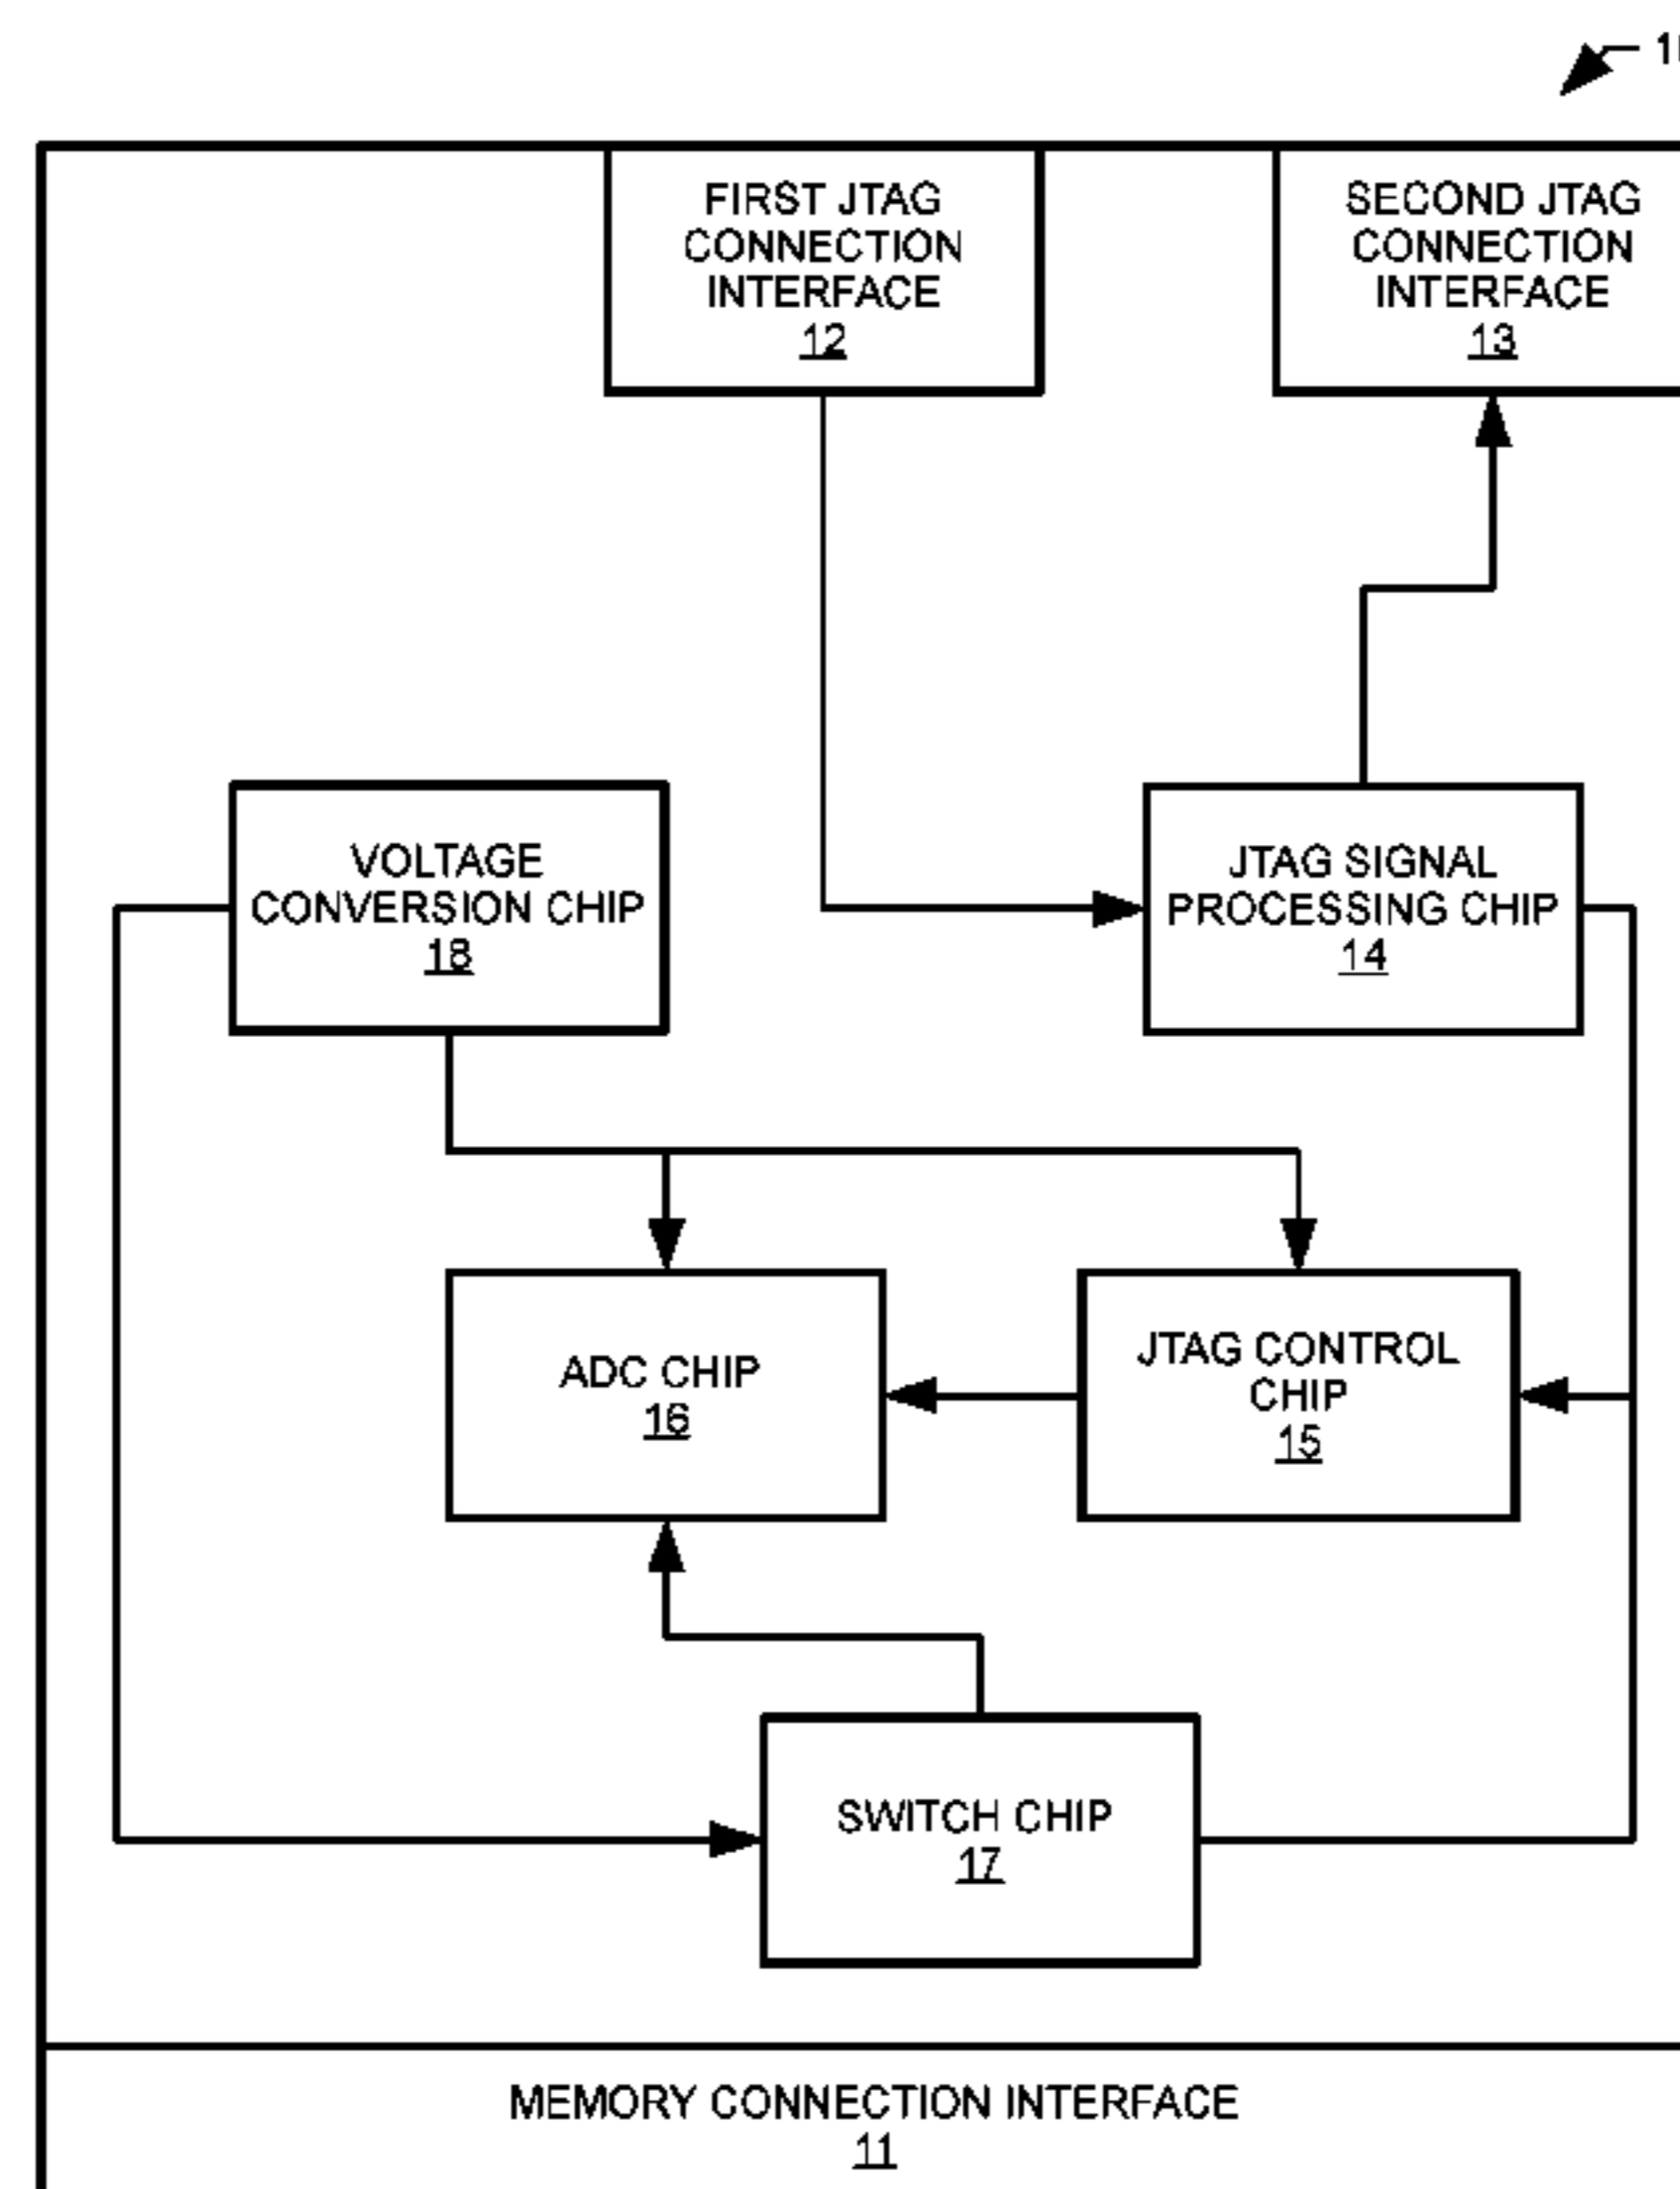 FIRST JTAG
CONNECTION
INTERFACE
12
SECOND JTAG
CONNECTION
INTERFACE
13
VOLTAGE
CONVERSION CHIP
18
JTAG SIGNAL
PROCESSING CHIP
14
ADC CHIP
16
JTAG CONTROL
CHIP
15
SWITCH CHIP
17
MEMORY CONNECTION INTERFACE
11